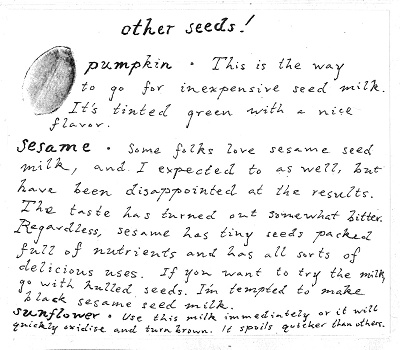 other seeds!
pumpkin • This is the way
to go for inexpensive seed milk.
It's tinted green with a nice
flavor.
sesame • Some folks love sesame seed
milk, and I expected to as well, but
have been disappointed at the results.
The taste has turned out somewhat bitter.
Regardless, sesame has tiny seeds packed
full of nutrients and has all sorts of
delicious uses. If you want to try the milk,
go with hulled seeds. I'm tempted to make
black sesame seed milk.
sunflower • Use this milk immediately or it will
quickly oxidise and turn brown. It spoils quicker than others.